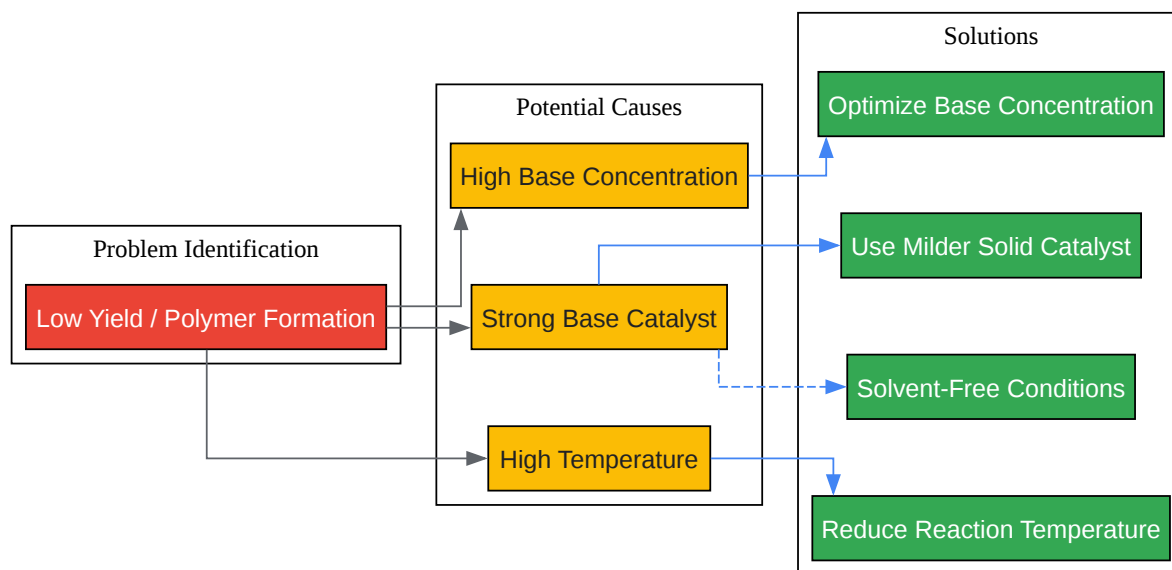 Problem Identification
Low Yield / Polymer Formation
Potential Causes
High Base Concentration
Strong Base Catalyst
High Temperature
Solutions
Optimize Base Concentration
Use Milder Solid Catalyst
Solvent-Free Conditions
Reduce Reaction Temperature